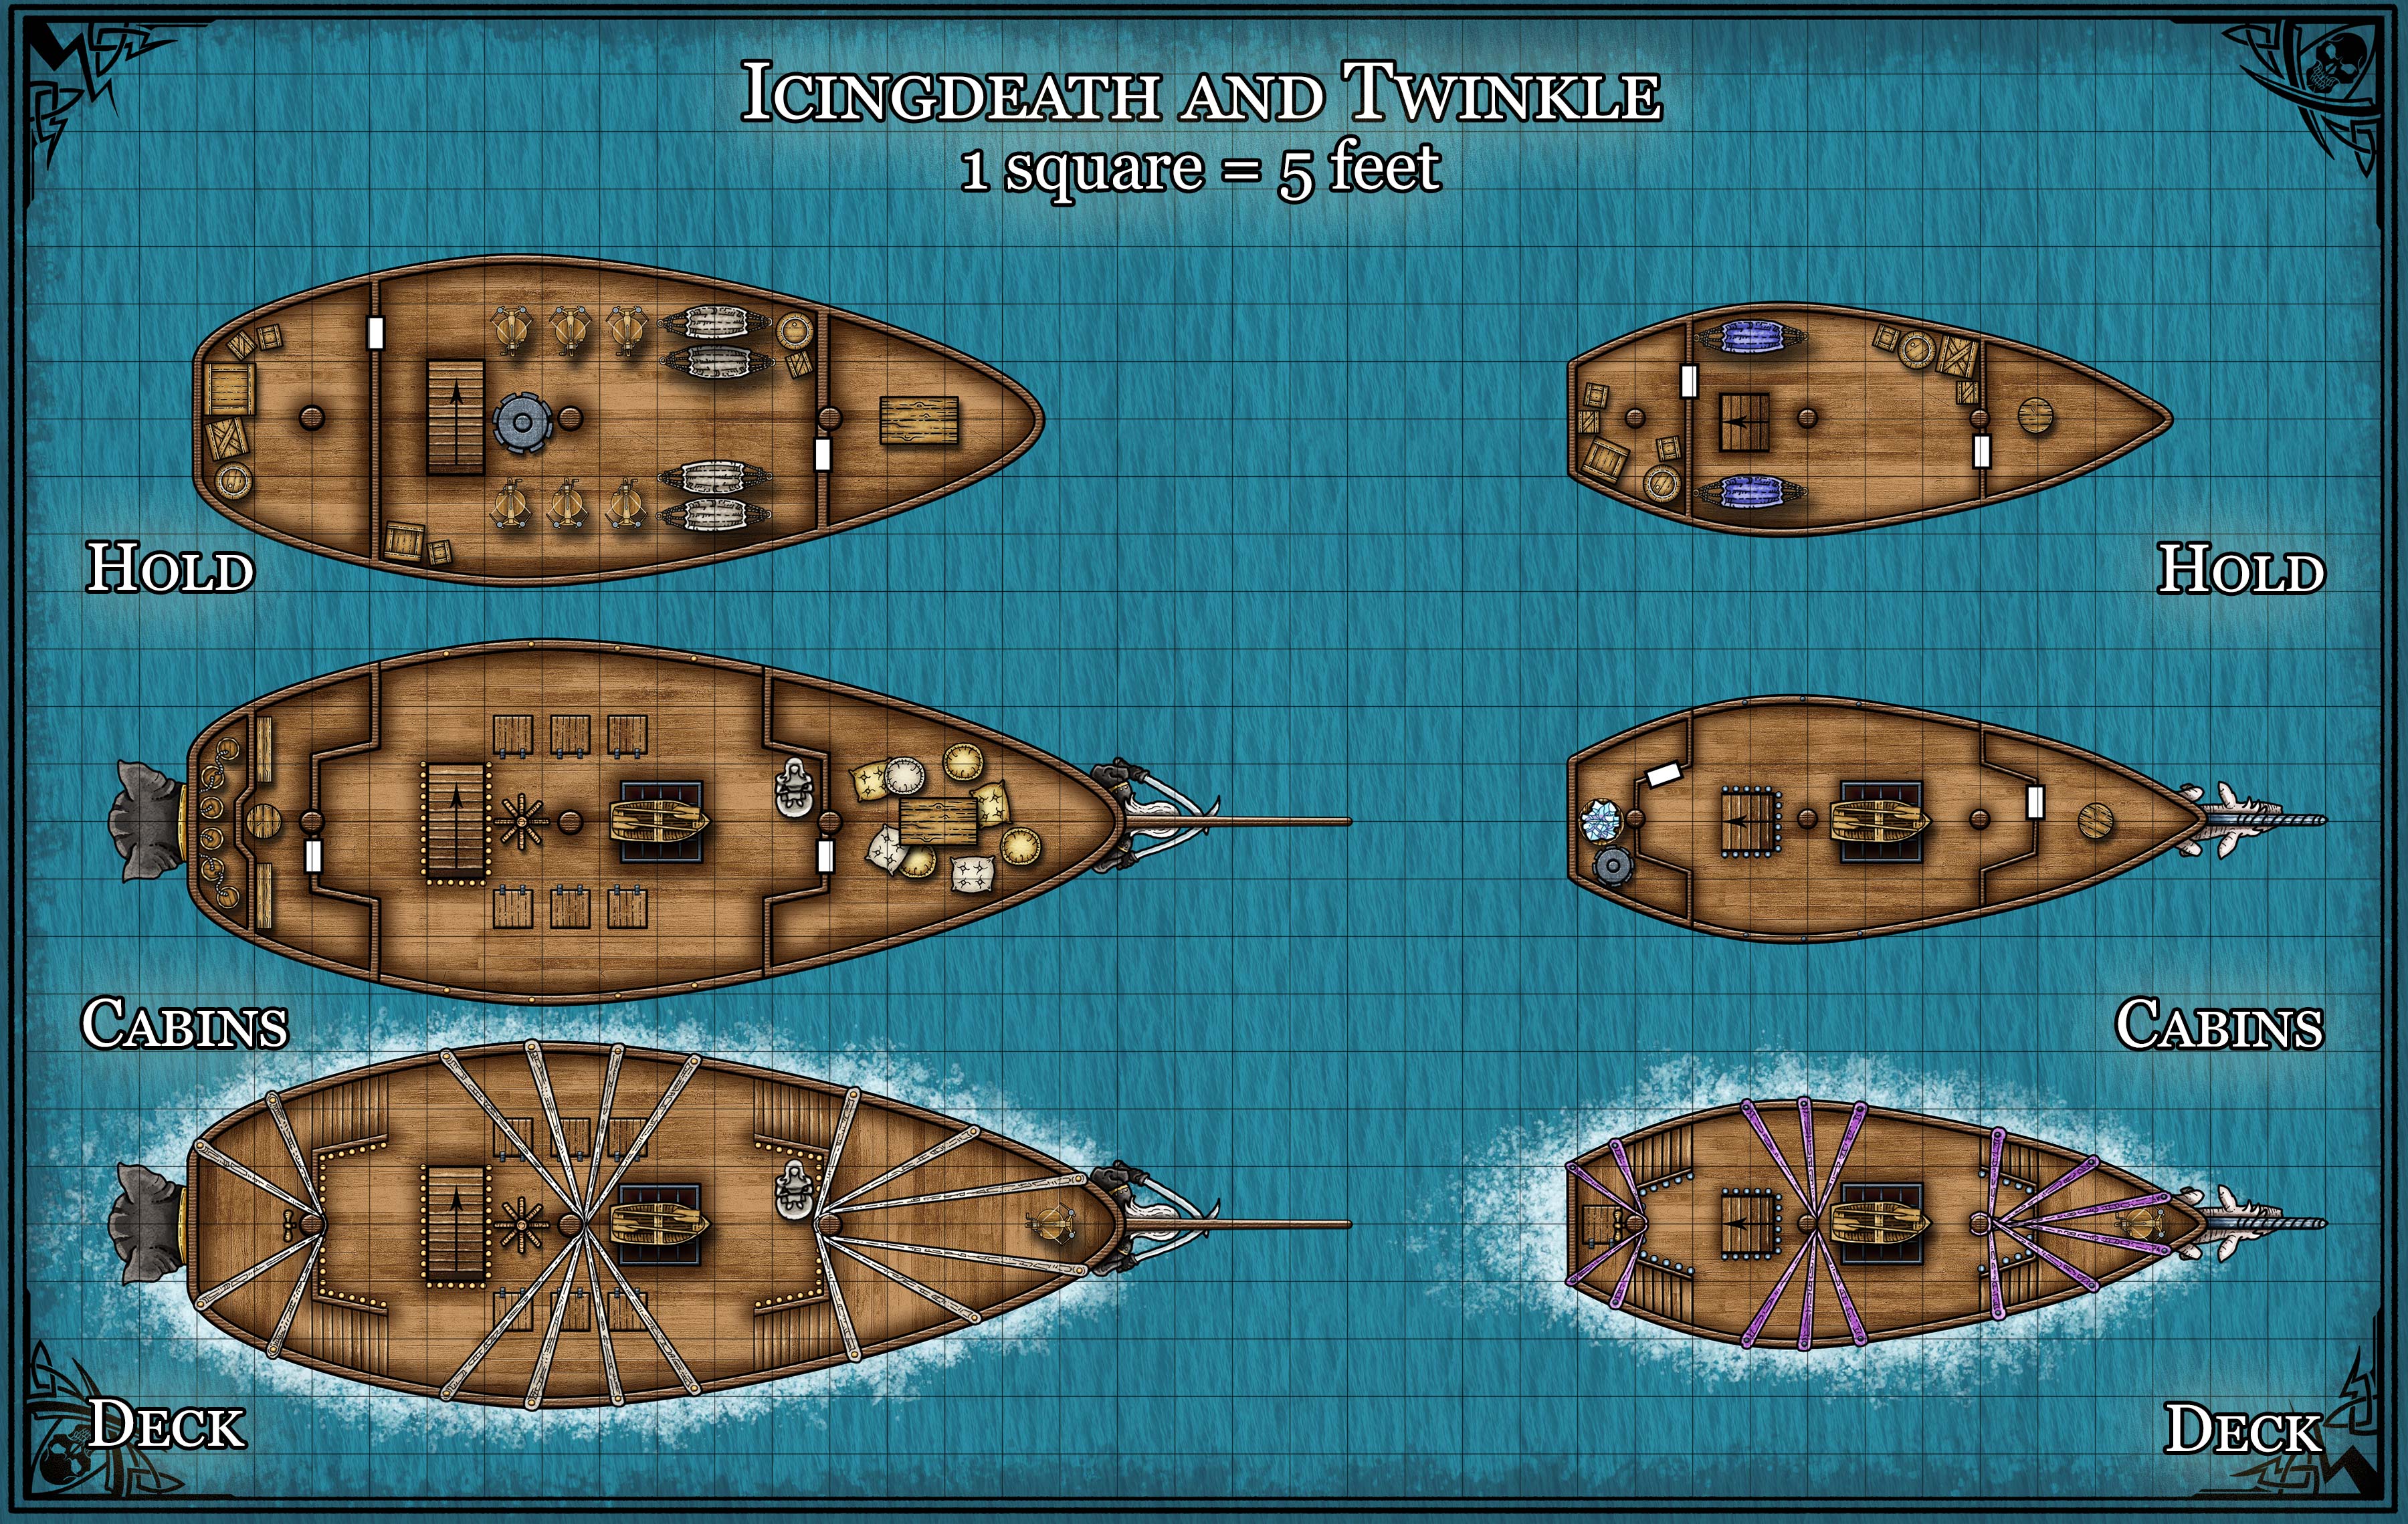 Icingdeath and Twinkle
1 square = 5 feet
Hold
Hold
Cabins
Cabins
Deck
Deck